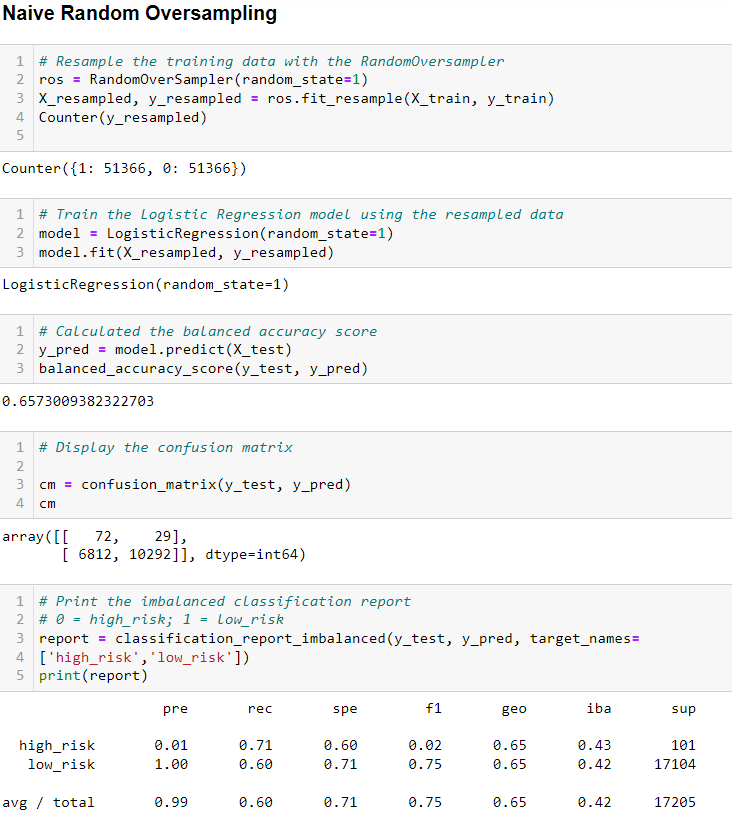 Naive Random Oversampling
1 # Resample the training data with the RandomOversampler
2 ros = RandomOverSampler(random_state=1)
3 X_resampled, y_resampled = ros.fit_resample(X_train, y_train)
4 Counter(y_resampled)
5
Counter({1: 51366, 0: 51366})
1 # Train the Logistic Regression model using the resampled data
2 model = LogisticRegression(random_state=1)
3 model.fit(X_resampled, y_resampled)
LogisticRegression(random_state=1)
1 # Calculated the balanced accuracy score
2 y_pred = model.predict(X_test)
3 balanced_accuracy_score(y_test, y_pred)
0.6573009382322703
1 # Display the confusion matrix
2
3 cm = confusion_matrix(y_test, y_pred)
4 cm
array([[   72,    29],
       [ 6812, 10292]], dtype=int64)
1 # Print the imbalanced classification report
2 # 0 = high_risk; 1 = low_risk
3 report = classification_report_imbalanced(y_test, y_pred, target_names=
4 ['high_risk','low_risk'])
5 print(report)
pre rec spe f1 geo iba sup
high_risk 0.01 0.71 0.60 0.02 0.65 0.43 101
low_risk 1.00 0.60 0.71 0.75 0.65 0.42 17104
avg / total 0.99 0.60 0.71 0.75 0.65 0.42 17205